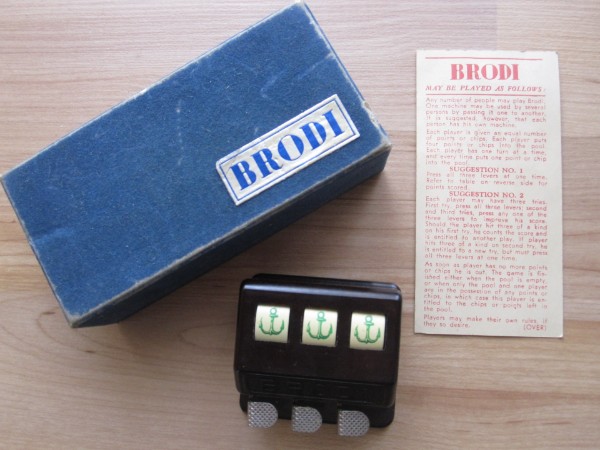 BRODI
BRODI
MAY BE PLAYED AS FOLLOWS:
Any number of people may play Brodi.
One machine may be used by several
persons by passing it one to another,
it is suggested, however, that each
person has his own machine.
Each player is given an equal number
of points or chips. Each player puts
four points or chips into the pool.
Each player has one turn at a time,
and every time puts one point or chip
into the pool.
SUGGESTION NO. 1
Press all three levers at one time.
Refer to table on reverse side for
points scored.
SUGGESTION NO. 2
Each player may have three tries.
First try, press all three levers; second
and third tries, press any one of the
three levers to improve his score.
Should the player hit three of a kind
on his first try, he counts the score and
is entitled to another play. If player
hits three of a kind on second try, he
is entitled to a new try, but must press
all three levers at one time.
As soon as player has no more points
or chips he is out. The game is fin-
ished either when the pool is empty,
or when only the pool and one player
are in the possession of any points or
chips, in which case this player is en-
titled to the chips or points left in
the pool.
Players may make their own rules, if
they so desire.
(OVER)